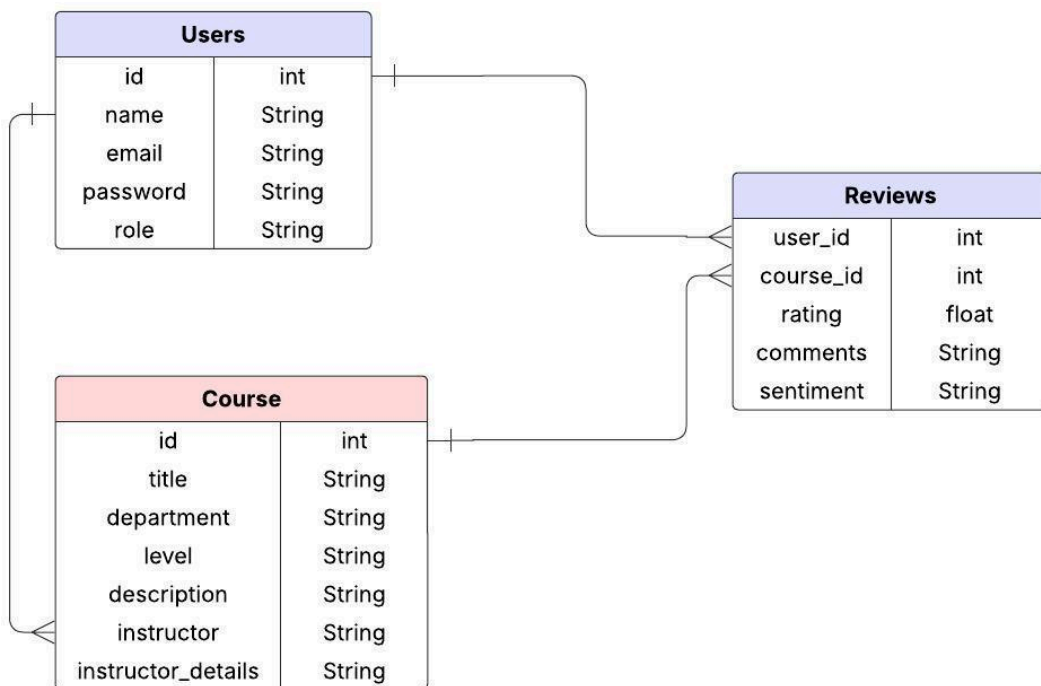 Users
id int
name String
email String
password String
role String
Reviews
user_id int
course_id int
rating float
comments String
sentiment String
Course
id int
title String
department String
level String
description String
instructor String
instructor_details String